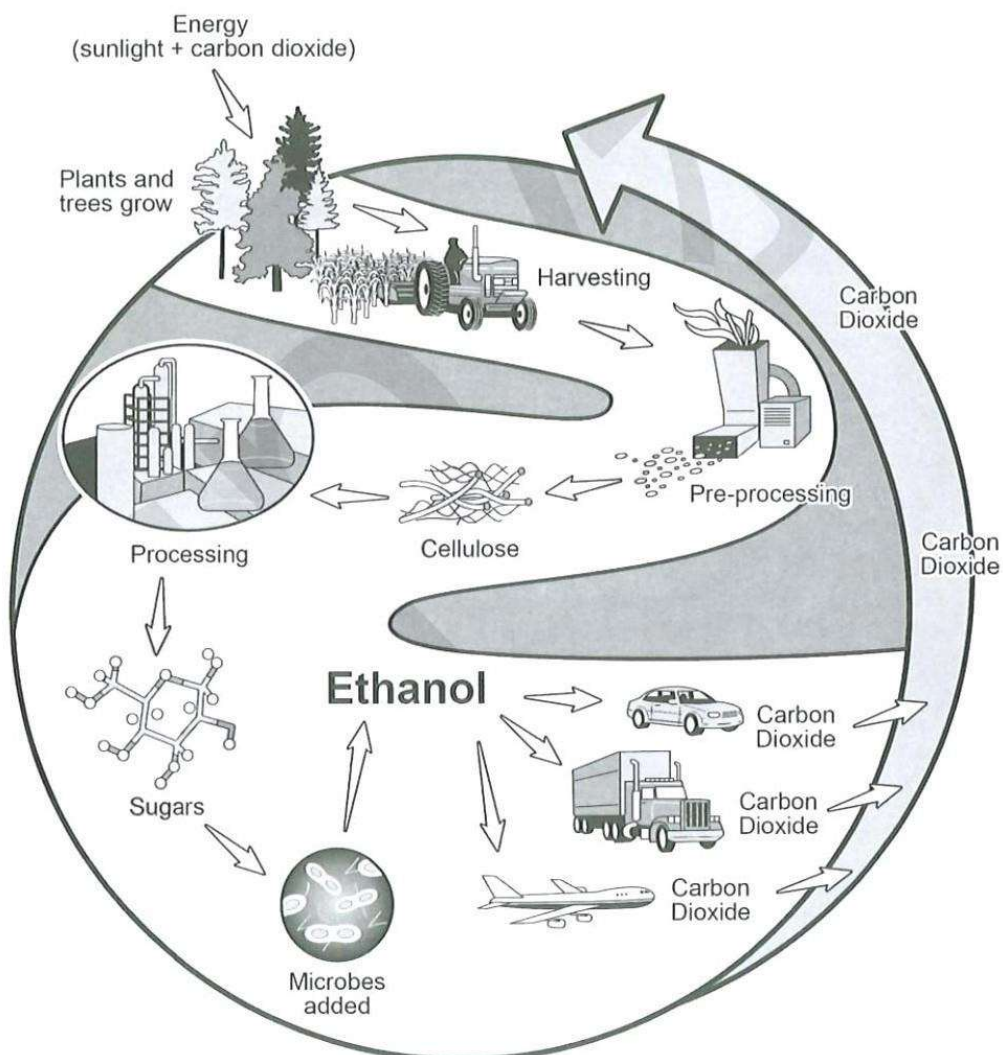 Energy
(sunlight + carbon dioxide)
Plants and
trees grow
Harvesting
Carbon
Dioxide
Pre-processing
Cellulose
Processing
Carbon
Dioxide
Sugars
Microbes
added
Ethanol
Carbon
Dioxide
Carbon
Dioxide
Carbon
Dioxide